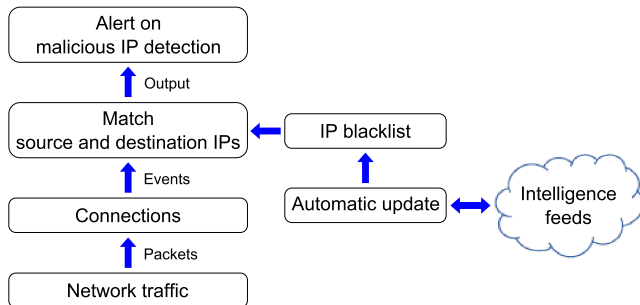 Alert on
malicious IP detection
Output
Match
source and destination IPs
IP blacklist
Events
Automatic update
Intelligence
feeds
Connections
Packets
Network traffic